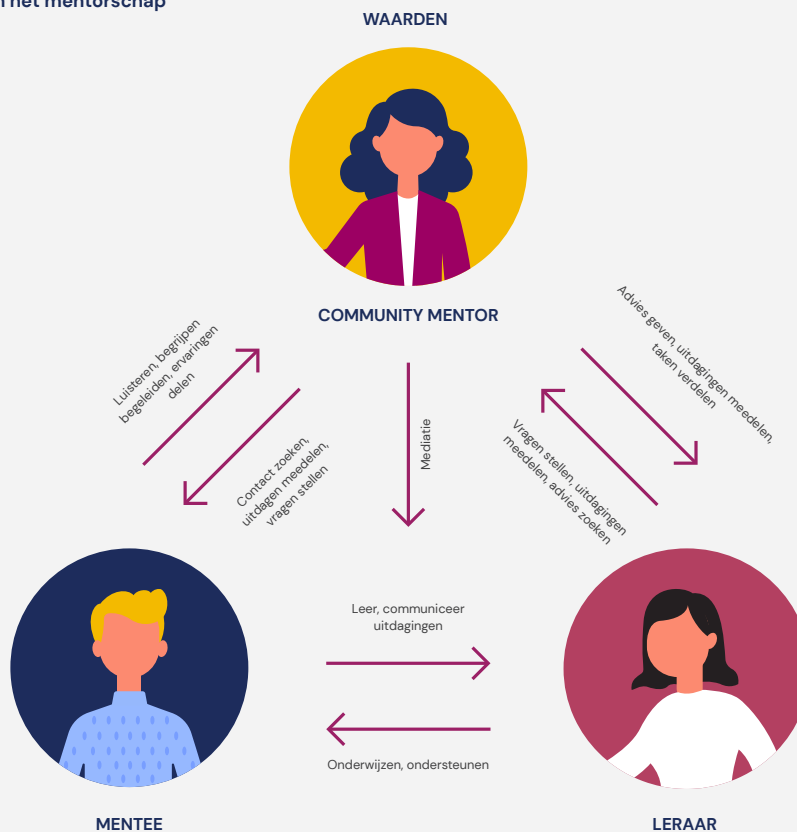 het mentorschap
WAARDEN
COMMUNITY MENTOR
Luisteren, begrijpen
begeleiden, ervaringen
delen
Contact zoeken,
uitdagen meedelen,
vragen stellen
Mediatie
Advies geven, uitdagingen meedelen,
taken verdelen
Vragen stellen, uitdagingen
meedelen, advies zoeken
Leer, communiceer
uitdagingen
Onderwijzen, ondersteunen
MENTEE
LERAAR